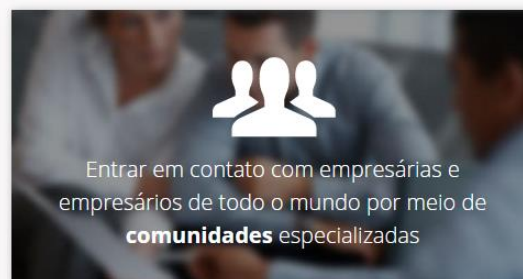 Entrar em contato com empresárias e
empresários de todo o mundo por meio de
comunidades especializadas